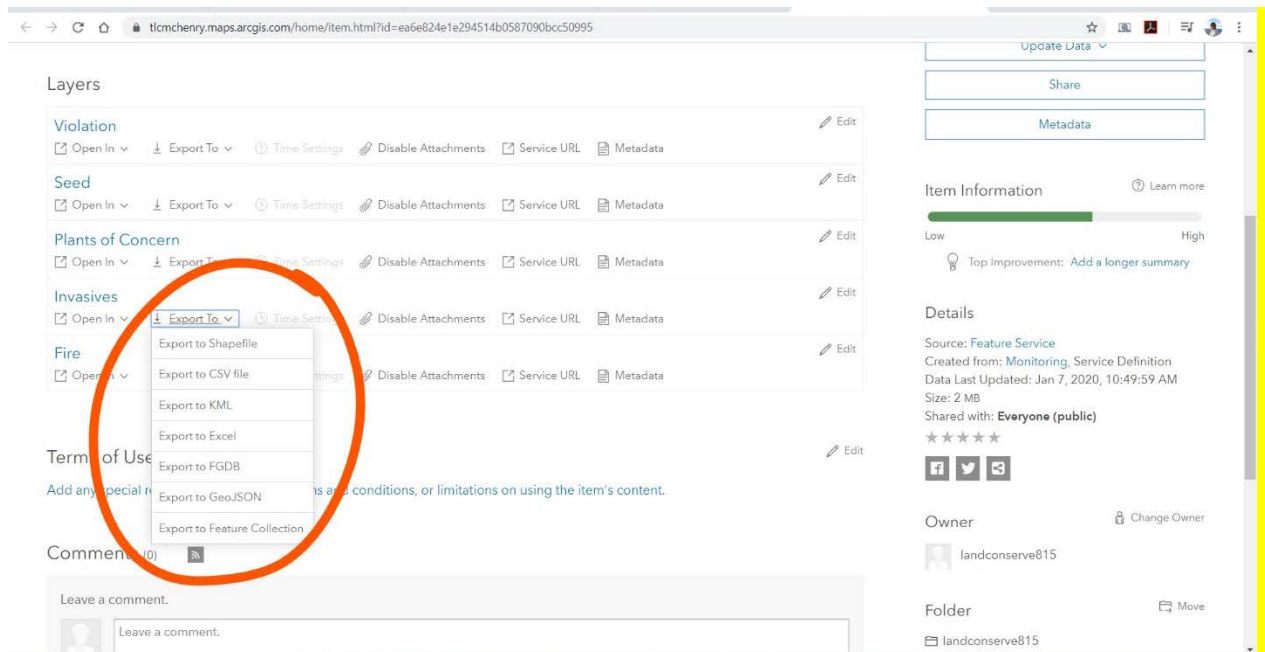 tlcmchenry.maps.arcgis.com/home/item.html?id=ea6e824e1e294514b0587090bcc50995
Update Data
Layers
Share
Violation
Edit
Metadata
Open In Export To Time Settings Disable Attachments Service URL Metadata
Seed
Edit
Item Information
Learn more
Open In Export To Time Settings Disable Attachments Service URL Metadata
Plants of Concern
Edit
Low High
Open In Export To Time Settings Disable Attachments Service URL Metadata
Top Improvement: Add a longer summary
Invasives
Edit
Open In Export To Time Settings Disable Attachments Service URL Metadata
Details
Export to Shapefile
Export to CSV file
Export to KML
Export to Excel
Export to FGDB
Export to GeoJSON
Export to Feature Collection
Fire
Edit
Open In Disable Attachments Service URL Metadata
Source: Feature Service
Created from: Monitoring, Service Definition
Data Last Updated: Jan 7, 2020, 10:49:59 AM
Size: 2 MB
Shared with: Everyone (public)
Terms of Use
Edit
Add any special and conditions, or limitations on using the item's content.
Owner
Change Owner
landconserve815
Comments (0)
Leave a comment.
Leave a comment.
Folder
Move
landconserve815